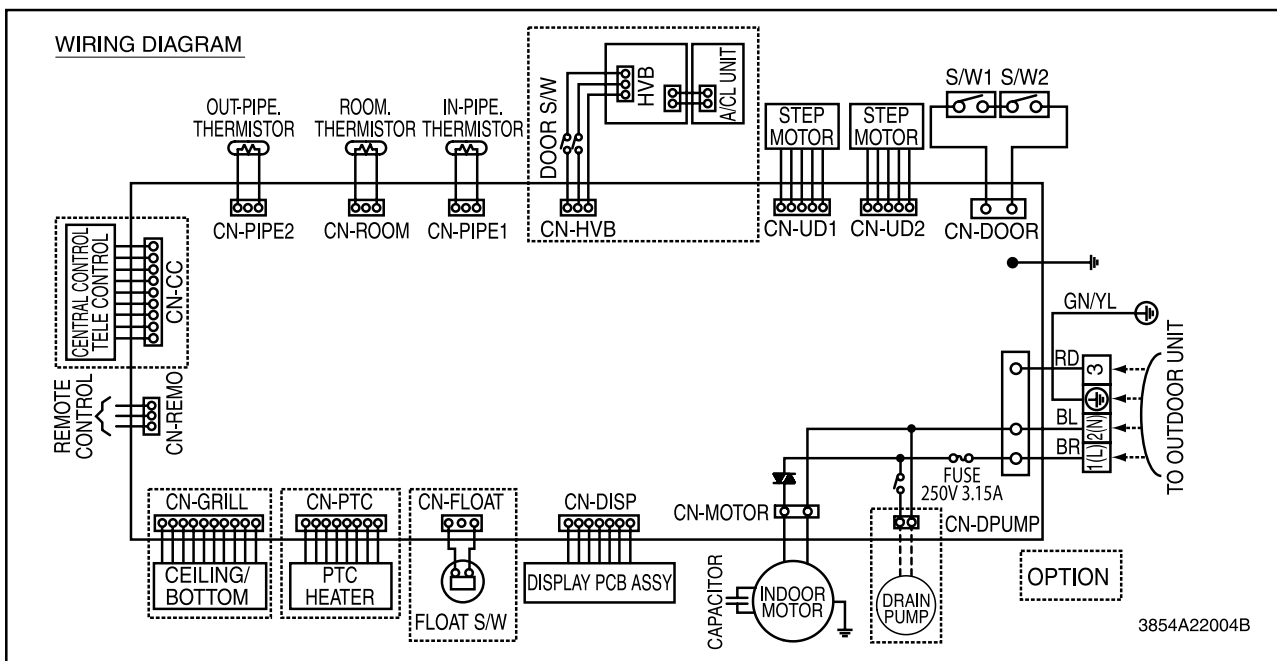 WIRING DIAGRAM
OUT-PIPE.
THERMISTOR
ROOM.
THERMISTOR
IN-PIPE.
THERMISTOR
DOOR S/W
HVB
A/CL UNIT
STEP
MOTOR
STEP
MOTOR
S/W1 S/W2
CN-PIPE2
CN-ROOM
CN-PIPE1
CN-HVB
CN-UD1
CN-UD2
CN-DOOR
CENTRAL CONTROL
TELE CONTROL
CN-CC
REMOTE
CONTROL
CN-REMO
GN/YL
RD
3
BL
2(N)
BR
1(L)
TO OUTDOOR UNIT
FUSE
250V 3.15A
CN-GRILL
CEILING/
BOTTOM
CN-PTC
PTC
HEATER
CN-FLOAT
FLOAT S/W
CN-DISP
DISPLAY PCB ASSY
CN-MOTOR
CAPACITOR
INDOOR
MOTOR
CN-DPUMP
DRAIN
PUMP
OPTION
3854A22004B